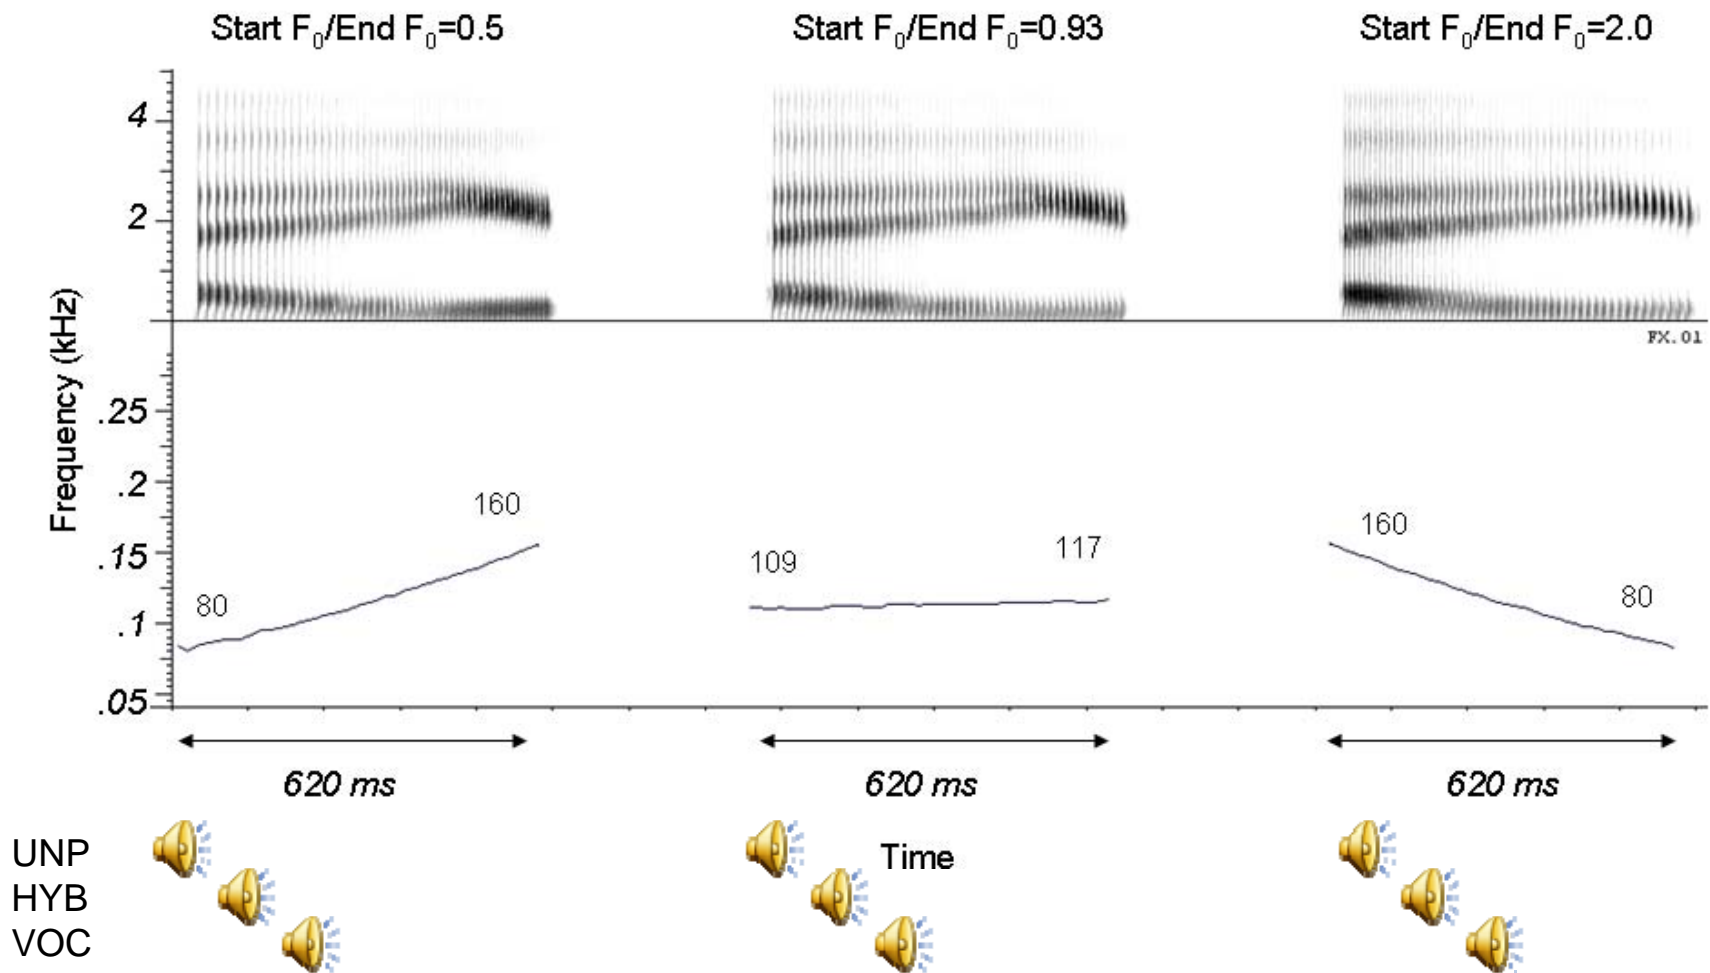 Start F₀/End F₀=0.5
Start F₀/End F₀=0.93
Start F₀/End F₀=2.0
4
2
Frequency (kHz)
FX.01
.25
.2
.15
.1
.05
80
160
109
117
160
80
620 ms
620 ms
620 ms
Time
UNP
HYB
VOC